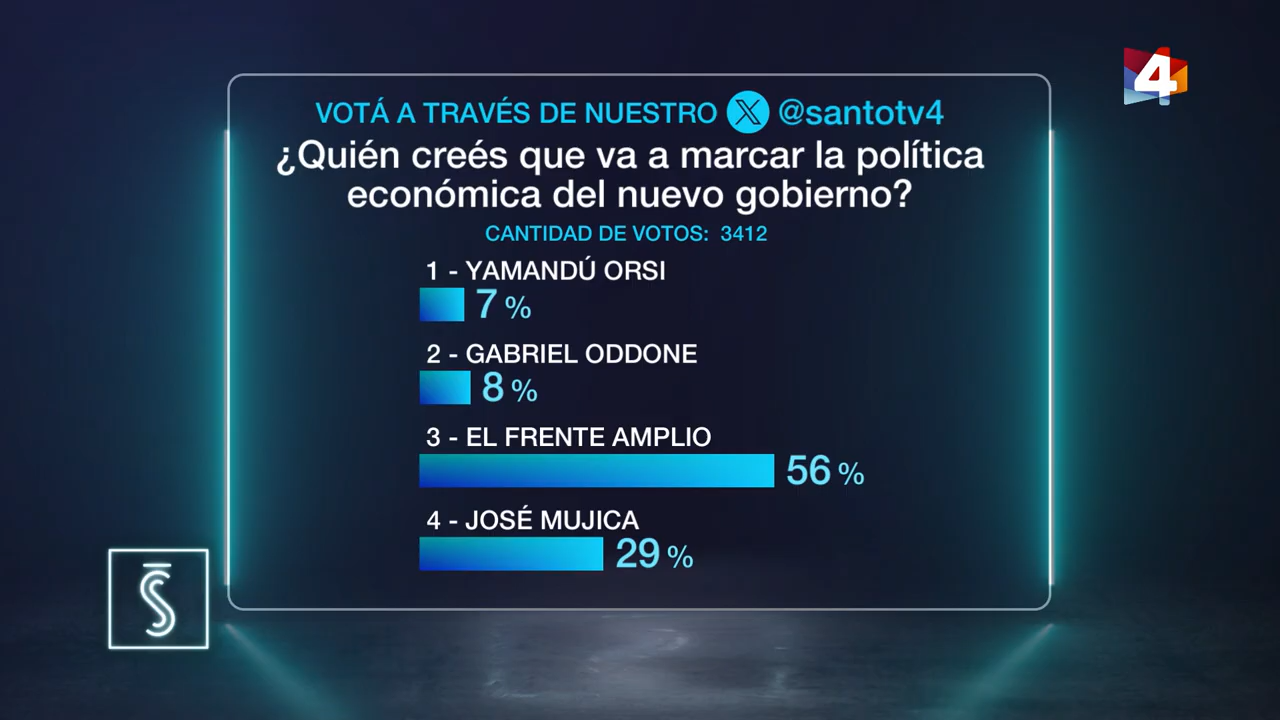 4
VOTÁ A TRAVÉS DE NUESTRO X @santotv4
¿Quién creés que va a marcar la política
económica del nuevo gobierno?
CANTIDAD DE VOTOS: 3412
1 - YAMANDÚ ORSI
7 %
2 - GABRIEL ODDONE
8 %
3 - EL FRENTE AMPLIO
56 %
4 - JOSÉ MUJICA
29 %
S